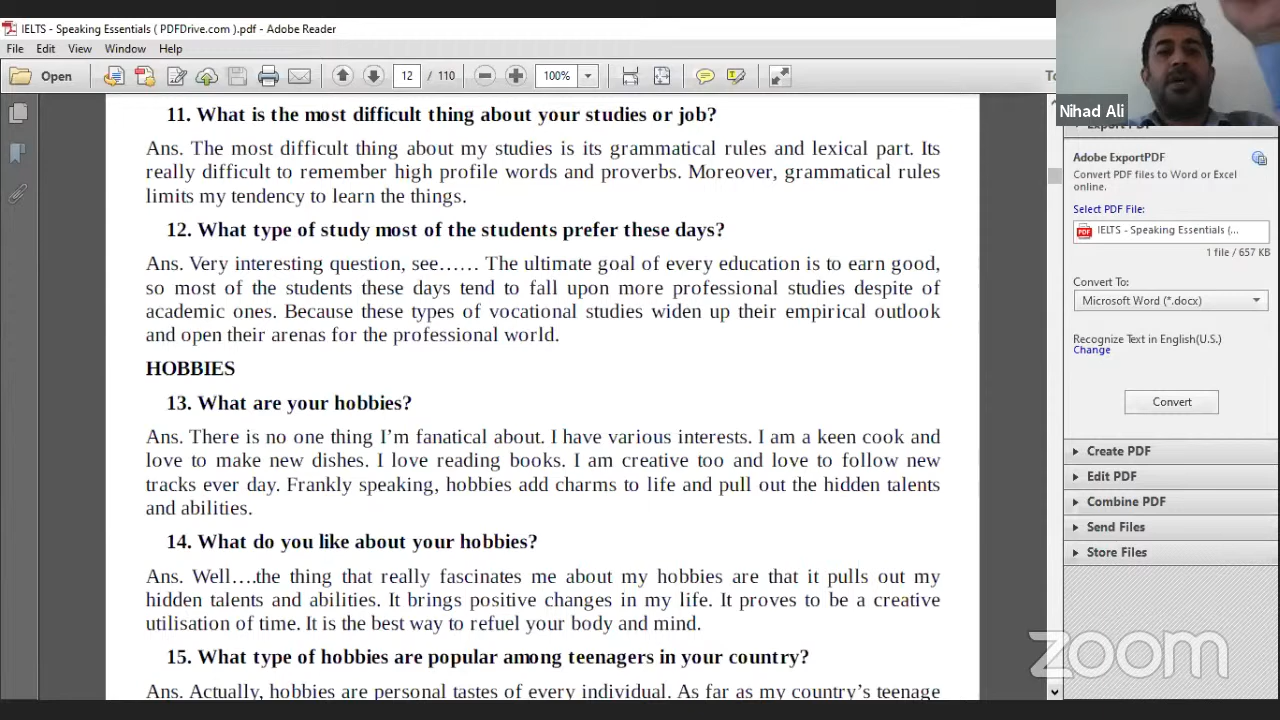 IELTS - Speaking Essentials ( PDFDrive.com ).pdf - Adobe Reader
File Edit View Window Help
Open 12 / 110 100%
Nihad Ali
11. What is the most difficult thing about your studies or job?
Ans. The most difficult thing about my studies is its grammatical rules and lexical part. Its
really difficult to remember high profile words and proverbs. Moreover, grammatical rules
limits my tendency to learn the things.
12. What type of study most of the students prefer these days?
Ans. Very interesting question, see…… The ultimate goal of every education is to earn good,
so most of the students these days tend to fall upon more professional studies despite of
academic ones. Because these types of vocational studies widen up their empirical outlook
and open their arenas for the professional world.
HOBBIES
13. What are your hobbies?
Ans. There is no one thing I’m fanatical about. I have various interests. I am a keen cook and
love to make new dishes. I love reading books. I am creative too and love to follow new
tracks ever day. Frankly speaking, hobbies add charms to life and pull out the hidden talents
and abilities.
14. What do you like about your hobbies?
Ans. Well….the thing that really fascinates me about my hobbies are that it pulls out my
hidden talents and abilities. It brings positive changes in my life. It proves to be a creative
utilisation of time. It is the best way to refuel your body and mind.
15. What type of hobbies are popular among teenagers in your country?
Ans. Actually, hobbies are personal tastes of every individual. As far as my country’s teenage
Adobe ExportPDF
Convert PDF files to Word or Excel
online.
Select PDF File:
IELTS - Speaking Essentials (...
1 file / 657 KB
Convert To:
Microsoft Word (*.docx)
Recognize Text in English(U.S.)
Change
Convert
Create PDF
Edit PDF
Combine PDF
Send Files
Store Files
zoom